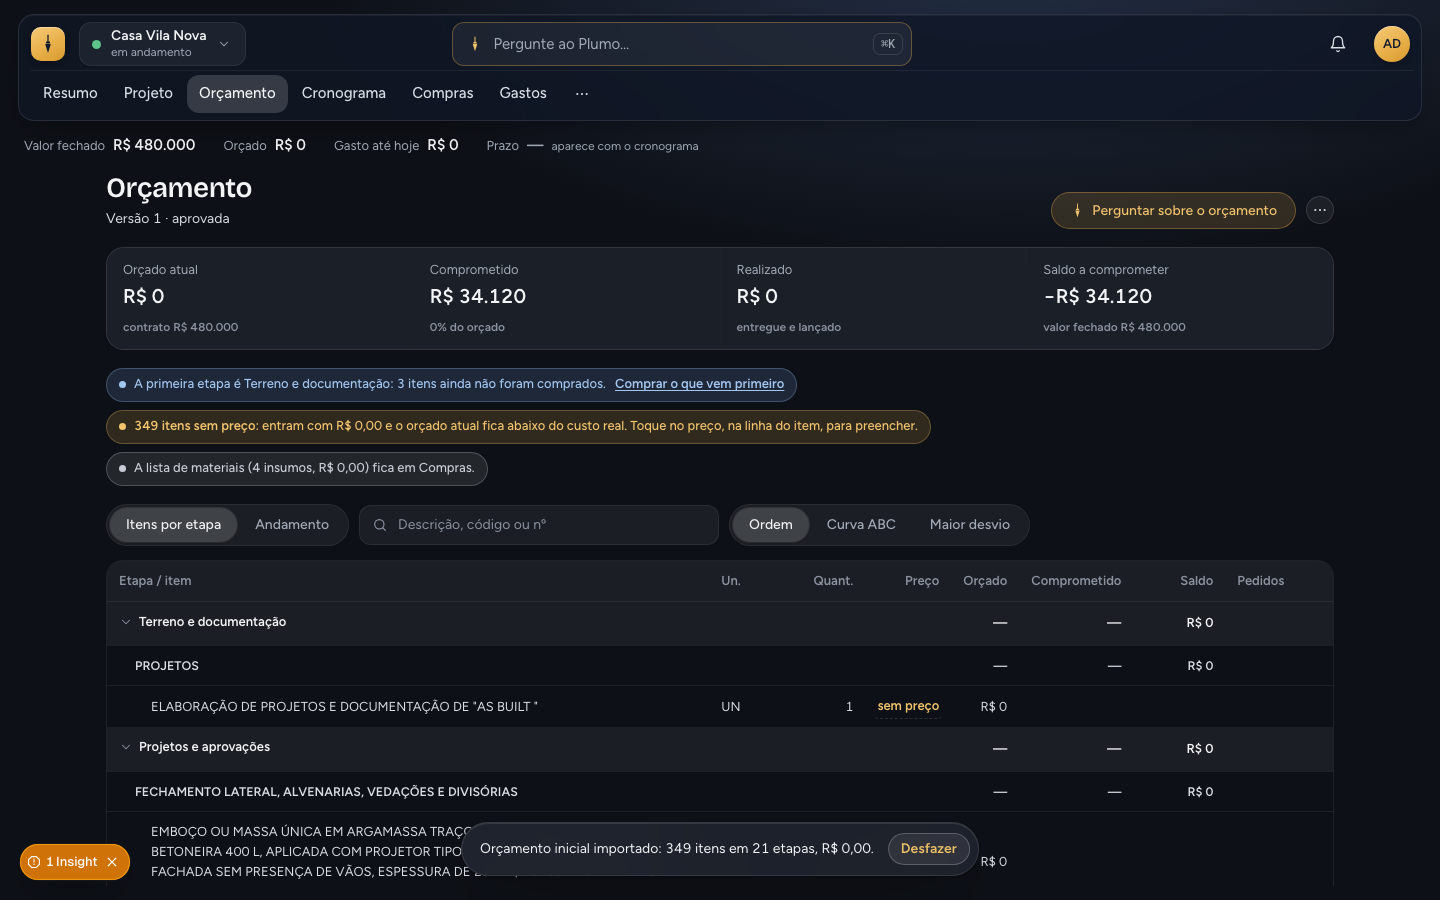 Casa Vila Nova
em andamento
Pergunte ao Plumo...
⌘K
AD
Resumo
Projeto
Orçamento
Cronograma
Compras
Gastos
···
Valor fechado R$ 480.000
Orçado R$ 0
Gasto até hoje R$ 0
Prazo — aparece com o cronograma
Orçamento
Versão 1 · aprovada
Perguntar sobre o orçamento
···
Orçado atual
R$ 0
contrato R$ 480.000
Comprometido
R$ 34.120
0% do orçado
Realizado
R$ 0
entregue e lançado
Saldo a comprometer
-R$ 34.120
valor fechado R$ 480.000
A primeira etapa é Terreno e documentação: 3 itens ainda não foram comprados. Comprar o que vem primeiro
349 itens sem preço: entram com R$ 0,00 e o orçado atual fica abaixo do custo real. Toque no preço, na linha do item, para preencher.
A lista de materiais (4 insumos, R$ 0,00) fica em Compras.
Itens por etapa
Andamento
Descrição, código ou nº
Ordem
Curva ABC
Maior desvio
Etapa / item Un. Quant. Preço Orçado Comprometido Saldo Pedidos
Terreno e documentação — — R$ 0
PROJETOS — — R$ 0
ELABORAÇÃO DE PROJETOS E DOCUMENTAÇÃO DE "AS BUILT " UN 1 sem preço R$ 0
Projetos e aprovações — — R$ 0
FECHAMENTO LATERAL, ALVENARIAS, VEDAÇÕES E DIVISÓRIAS — — R$ 0
EMBOÇO OU MASSA ÚNICA EM ARGAMASSA
BETONEIRA 400 L, APLICADA COM PROJETOR TIPO
FACHADA SEM PRESENÇA DE VÃOS, ESPESSURA DE
R$ 0
Orçamento inicial importado: 349 itens em 21 etapas, R$ 0,00.
Desfazer
1 Insight